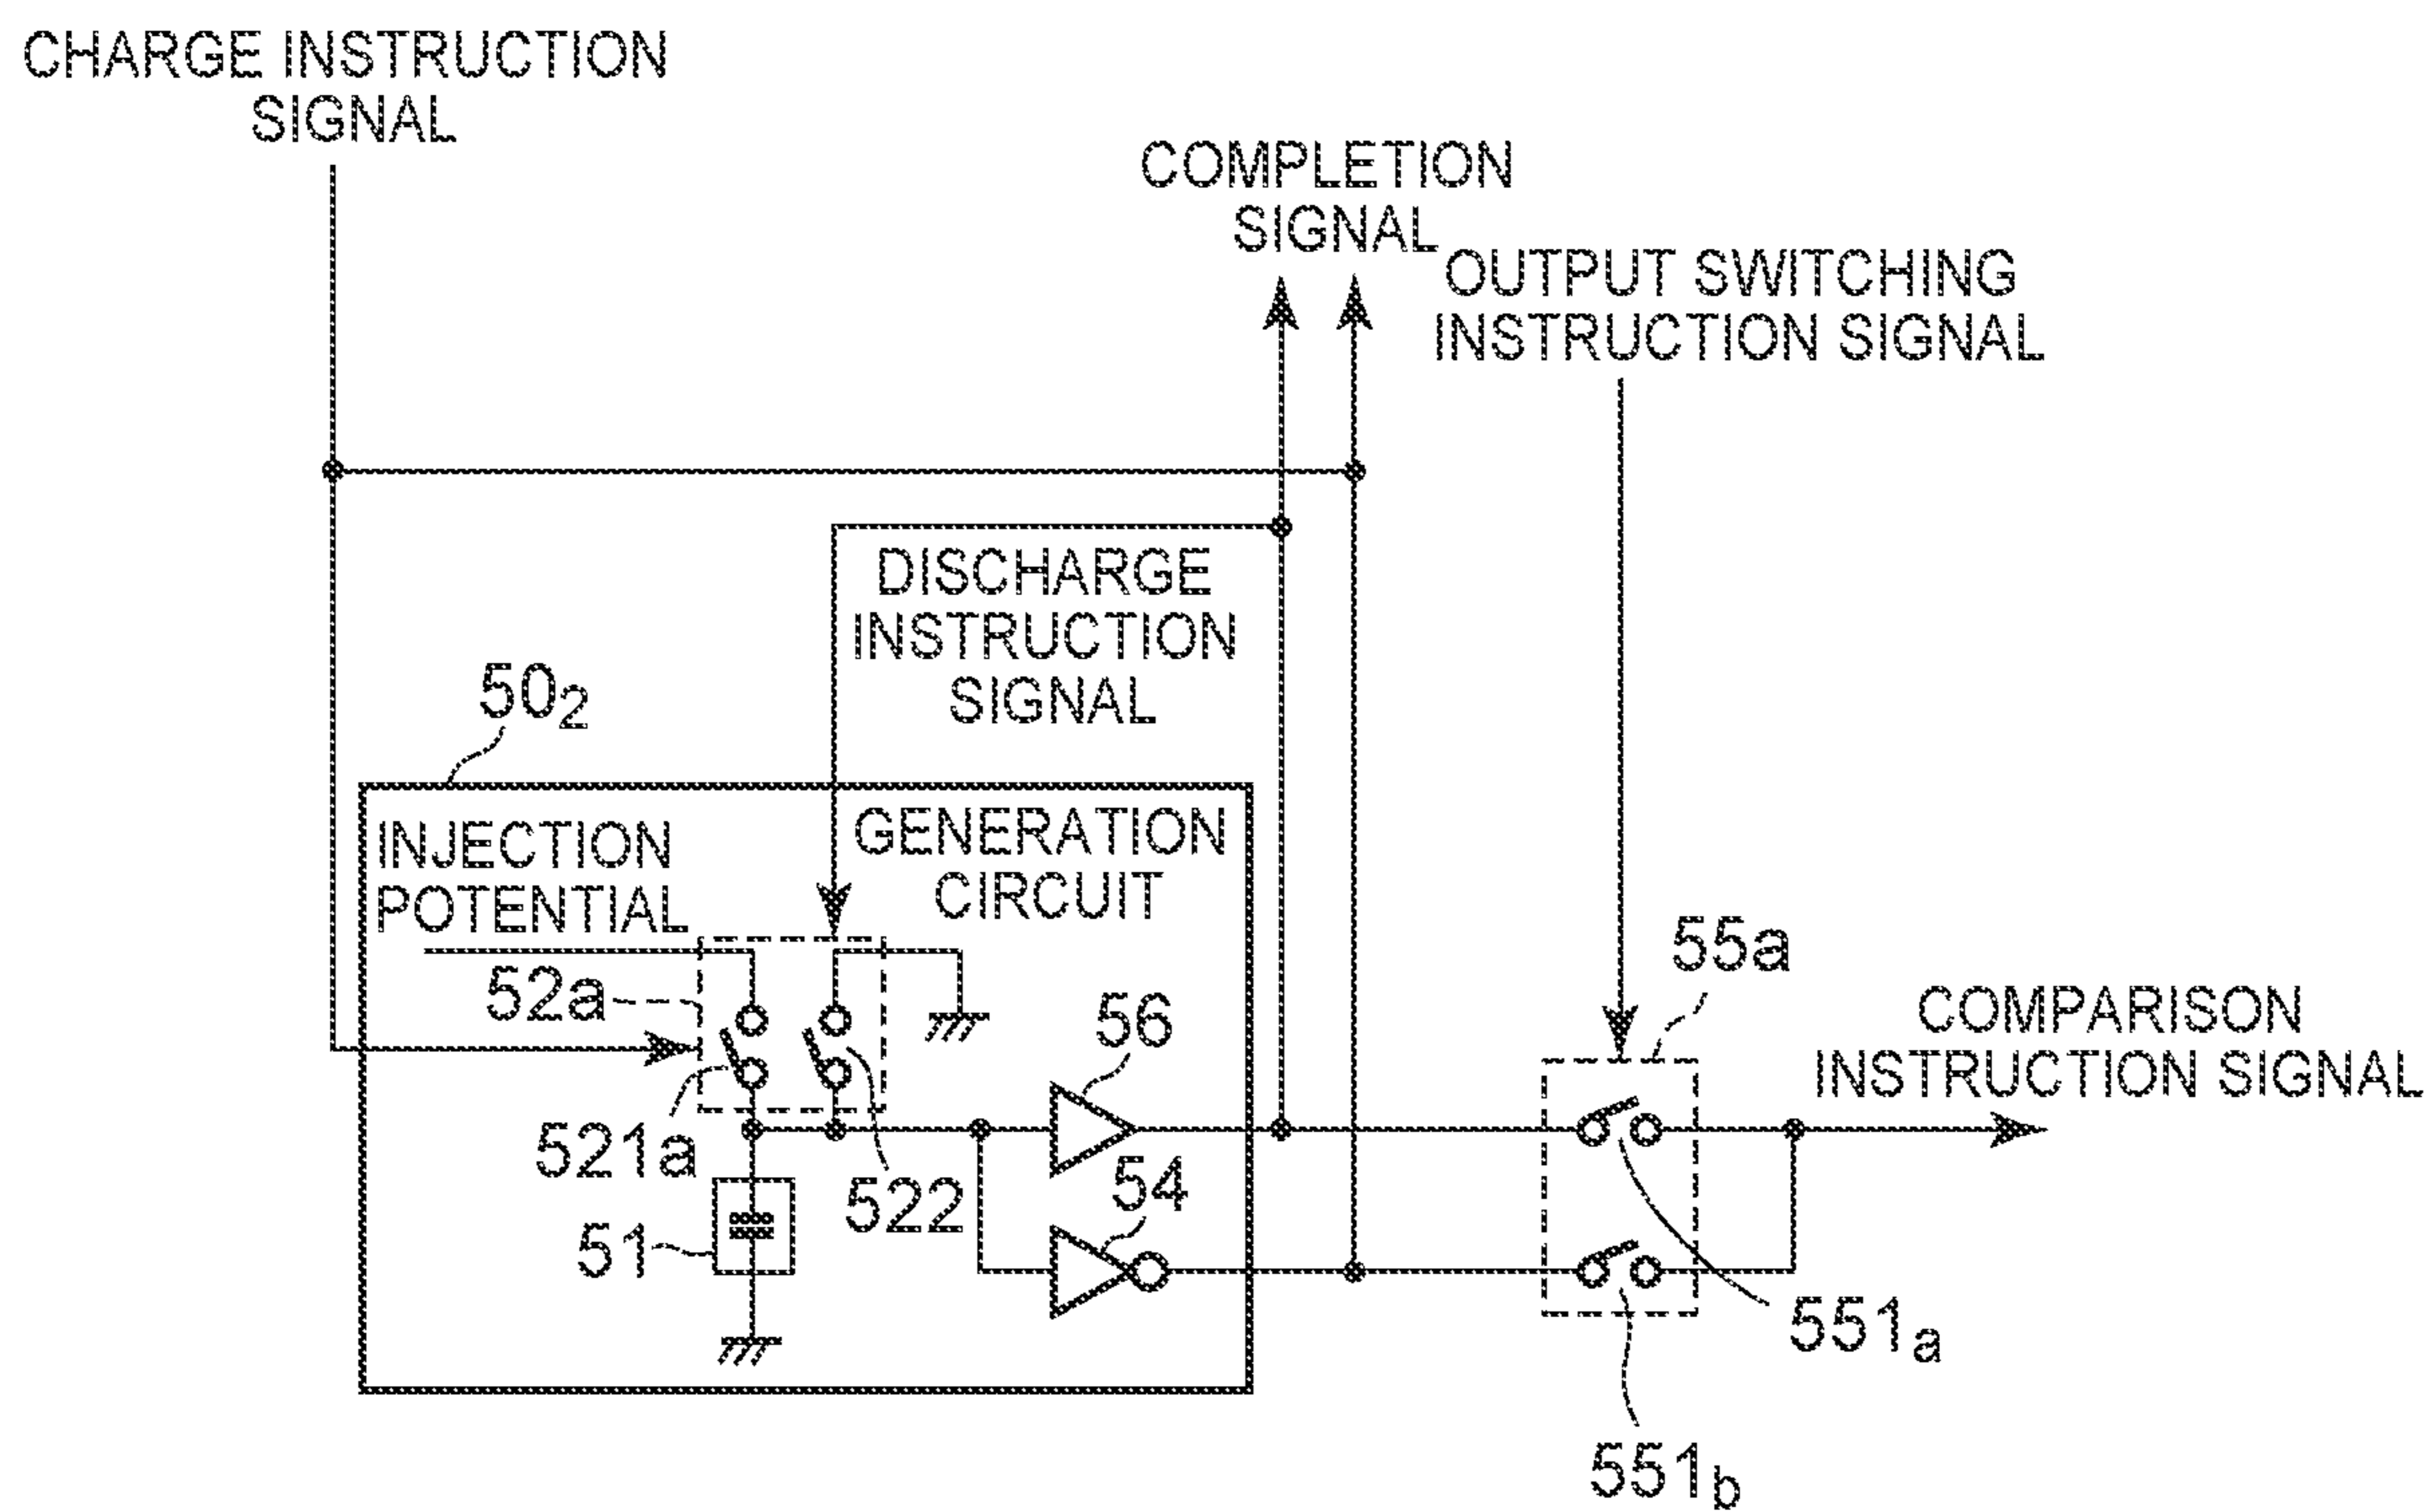 CHARGE INSTRUCTION
SIGNAL
COMPLETION
SIGNAL
OUTPUT SWITCHING
INSTRUCTION SIGNAL
DISCHARGE
INSTRUCTION
SIGNAL
50₂
INJECTION
POTENTIAL
GENERATION
CIRCUIT
52a
56
55a
COMPARISON
INSTRUCTION SIGNAL
521a
522
54
51
551ₐ
551b